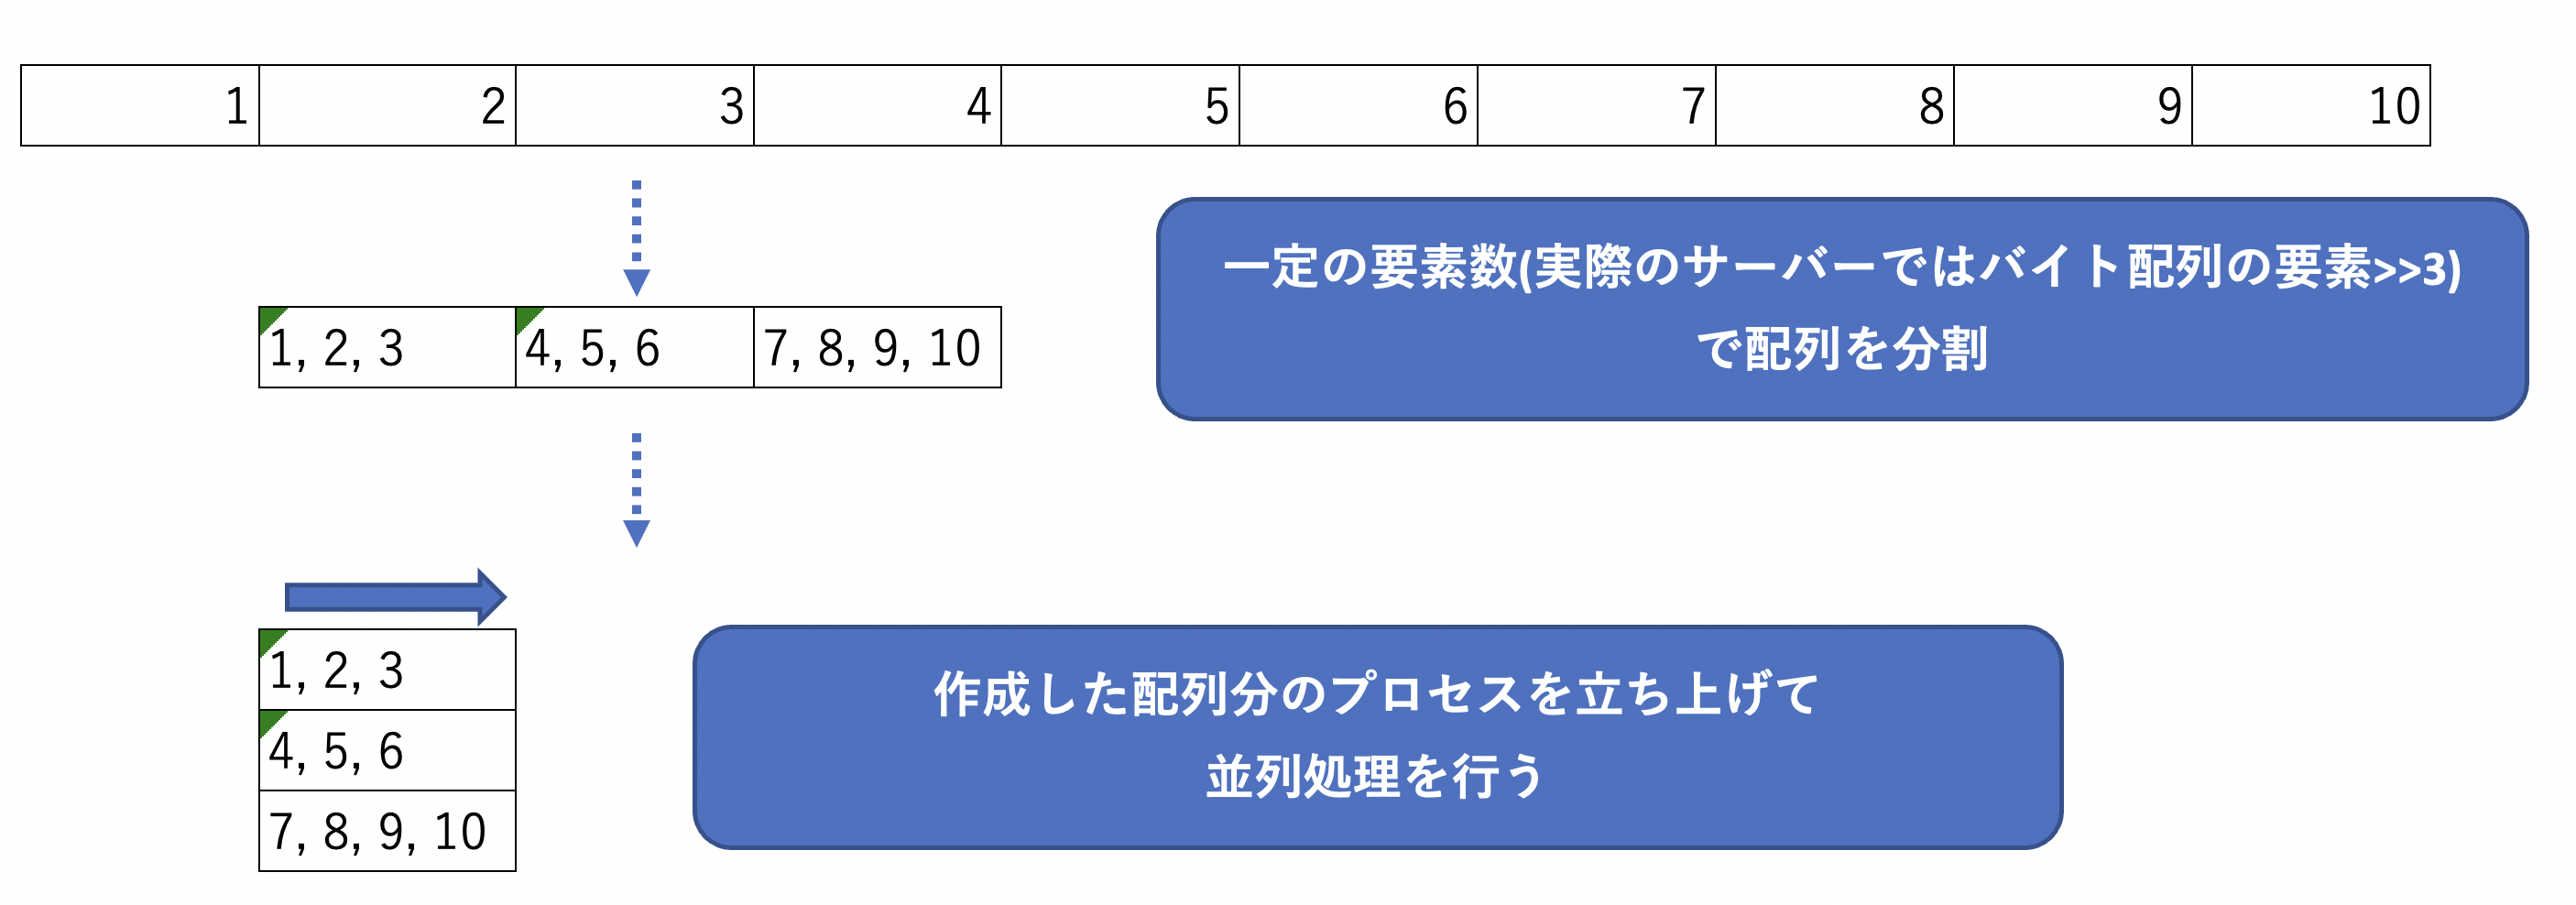 1 2 3 4 5 6 7 8 9 10
一定の要素数(実際のサーバーではバイト配列の要素>>3)
で配列を分割
1, 2, 3 4, 5, 6 7, 8, 9, 10
1, 2, 3
4, 5, 6
7, 8, 9, 10
作成した配列分のプロセスを立ち上げて
並列処理を行う